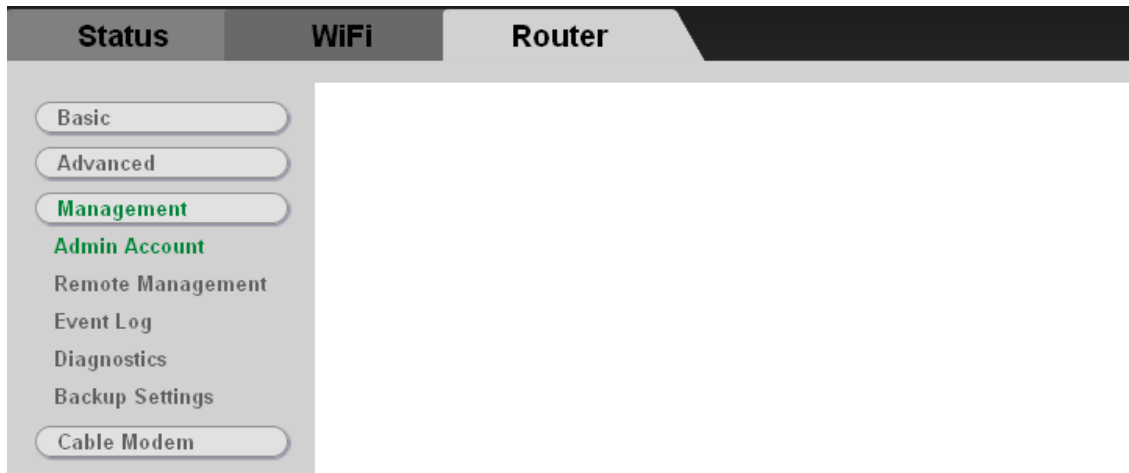 Status WiFi Router
Basic
Advanced
Management
Admin Account
Remote Management
Event Log
Diagnostics
Backup Settings
Cable Modem